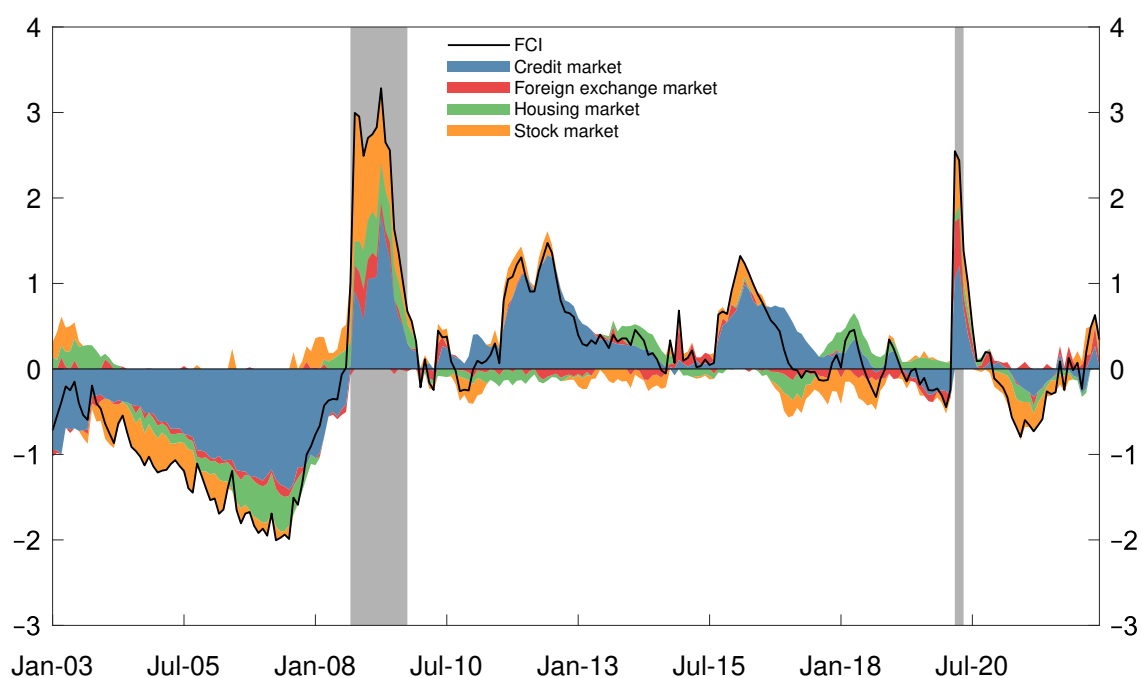 4 4
FCI
Credit market
Foreign exchange market
Housing market
Stock market
3 3
2 2
1 1
0 0
−1 −1
−2 −2
−3 −3
Jan-03 Jul-05 Jan-08 Jul-10 Jan-13 Jul-15 Jan-18 Jul-20